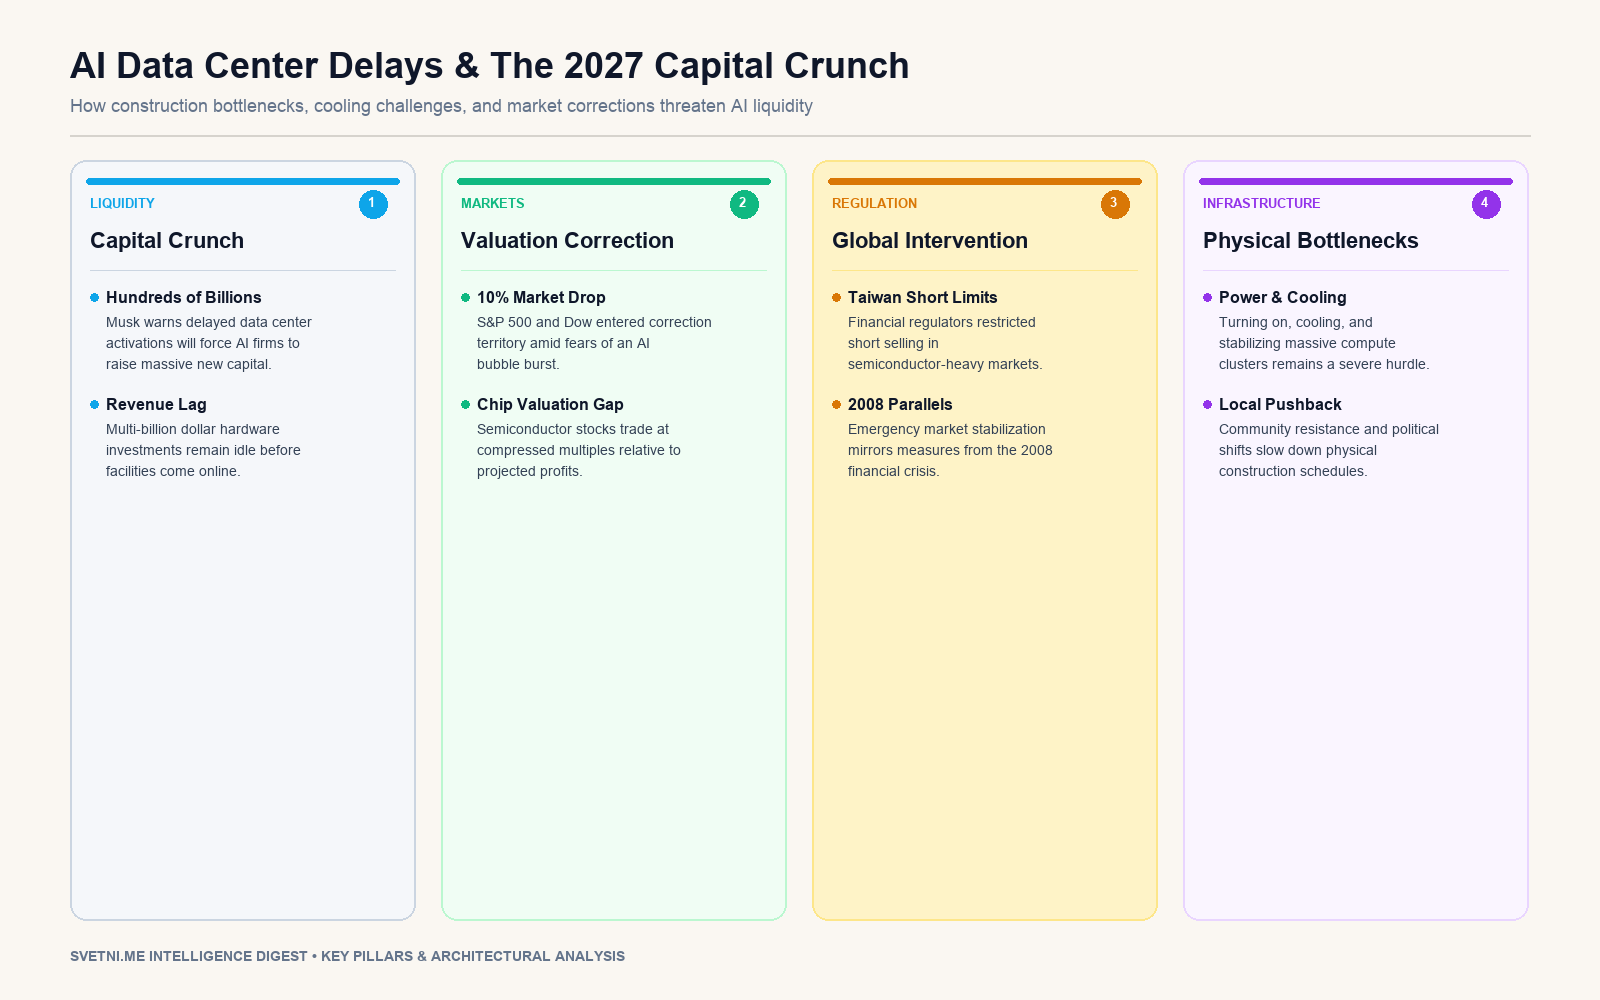 AI Data Center Delays & The 2027 Capital Crunch
How construction bottlenecks, cooling challenges, and market corrections threaten AI liquidity
LIQUIDITY
1
Capital Crunch
Hundreds of Billions
Musk warns delayed data center
activations will force AI firms to
raise massive new capital.
Revenue Lag
Multi-billion dollar hardware
investments remain idle before
facilities come online.
MARKETS
2
Valuation Correction
10% Market Drop
S&P 500 and Dow entered correction
territory amid fears of an AI
bubble burst.
Chip Valuation Gap
Semiconductor stocks trade at
compressed multiples relative to
projected profits.
REGULATION
3
Global Intervention
Taiwan Short Limits
Financial regulators restricted
short selling in
semiconductor-heavy markets.
2008 Parallels
Emergency market stabilization
mirrors measures from the 2008
financial crisis.
INFRASTRUCTURE
4
Physical Bottlenecks
Power & Cooling
Turning on, cooling, and
stabilizing massive compute
clusters remains a severe hurdle.
Local Pushback
Community resistance and political
shifts slow down physical
construction schedules.
SVETNI.ME INTELLIGENCE DIGEST • KEY PILLARS & ARCHITECTURAL ANALYSIS